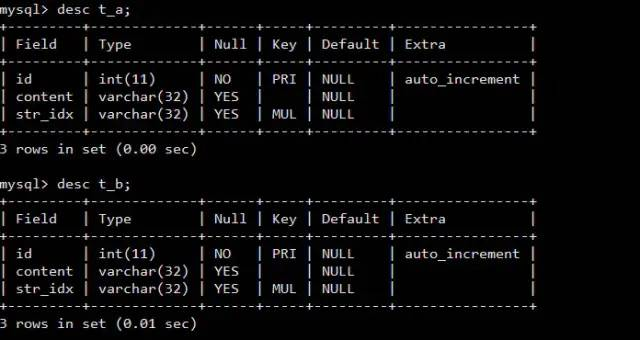 mysql> desc t_a;
+---------+-------------+------+-----+---------+----------------+
| Field   | Type        | Null | Key | Default | Extra          |
+---------+-------------+------+-----+---------+----------------+
| id      | int(11)     | NO   | PRI | NULL    | auto_increment |
| content | varchar(32) | YES  |     | NULL    |                |
| str_idx | varchar(32) | YES  | MUL | NULL    |                |
+---------+-------------+------+-----+---------+----------------+
3 rows in set (0.00 sec)
mysql> desc t_b;
+---------+-------------+------+-----+---------+----------------+
| Field   | Type        | Null | Key | Default | Extra          |
+---------+-------------+------+-----+---------+----------------+
| id      | int(11)     | NO   | PRI | NULL    | auto_increment |
| content | varchar(32) | YES  |     | NULL    |                |
| str_idx | varchar(32) | YES  | MUL | NULL    |                |
+---------+-------------+------+-----+---------+----------------+
3 rows in set (0.01 sec)